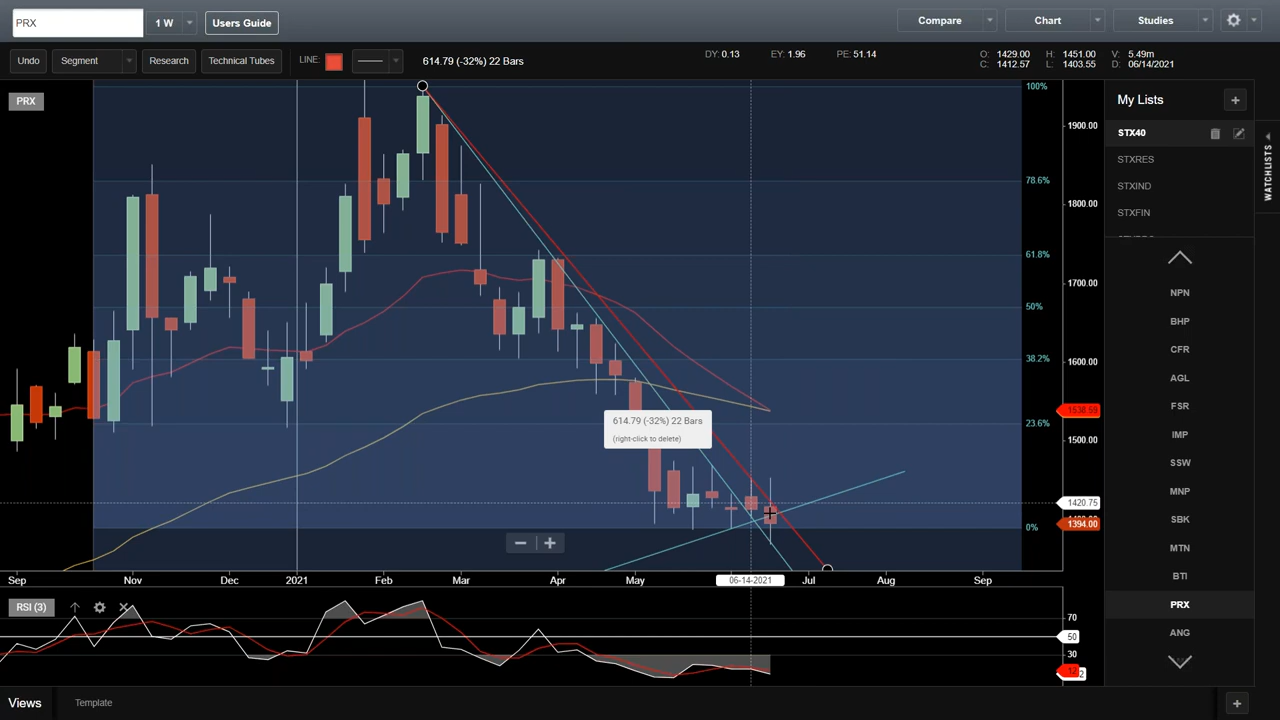 PRX
1 W
Users Guide
Compare
Chart
Studies
Undo
Segment
Research
Technical Tubes
LINE:
614.79 (-32%) 22 Bars
DY: 0.13 EY: 1.96 PE: 51.14
O: 1429.00 H: 1451.00 V: 5.49m
C: 1412.57 L: 1403.55 D: 06/14/2021
PRX
100%
78.6%
61.8%
50%
38.2%
23.6%
0%
1900.00
1800.00
1700.00
1600.00
1538.59
1500.00
1420.75
1394.00
614.79 (-32%) 22 Bars
(right-click to delete)
Sep Nov Dec 2021 Feb Mar Apr May 06-14-2021 Jul Aug Sep
RSI (3)
70
50
30
12
My Lists
STX40
STXRES
STXIND
STXFIN
WATCHLISTS
NPN
BHP
CFR
AGL
FSR
IMP
SSW
MNP
SBK
MTN
BTI
PRX
ANG
Views
Template